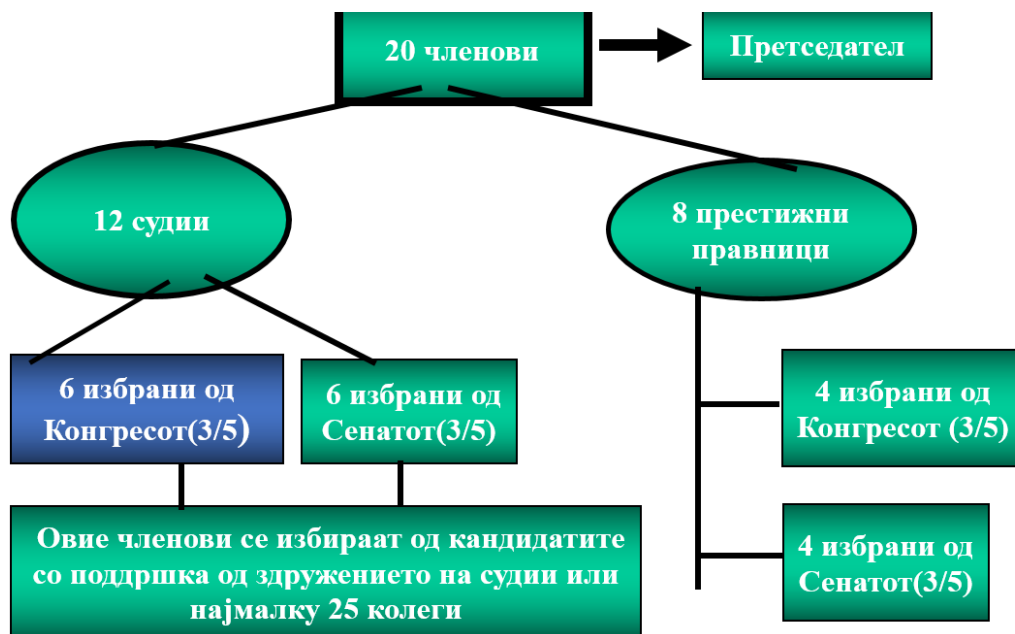 20 членови
Претседател
12 судии
8 престижни
правници
6 избрани од
Конгресот(3/5)
6 избрани од
Сенатот(3/5)
4 избрани од
Конгресот (3/5)
Овие членови се избираат од кандидатите
со поддршка од здружението на судии или
најмалку 25 колеги
4 избрани од
Сенатот(3/5)